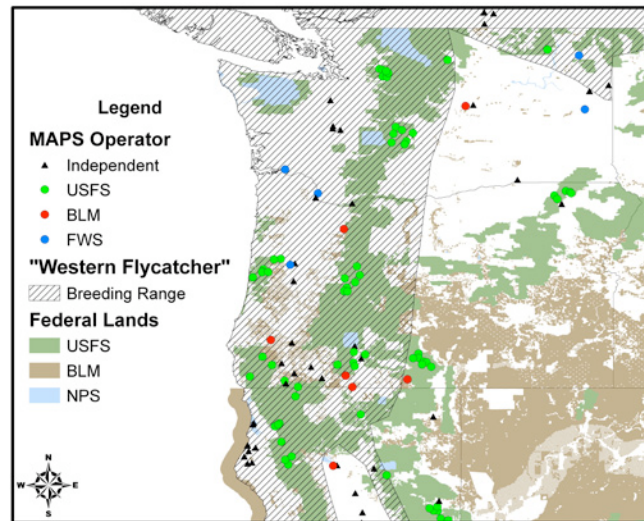 Legend
MAPS Operator
Independent
USFS
BLM
FWS
"Western Flycatcher"
Breeding Range
Federal Lands
USFS
BLM
NPS
N
W E
S